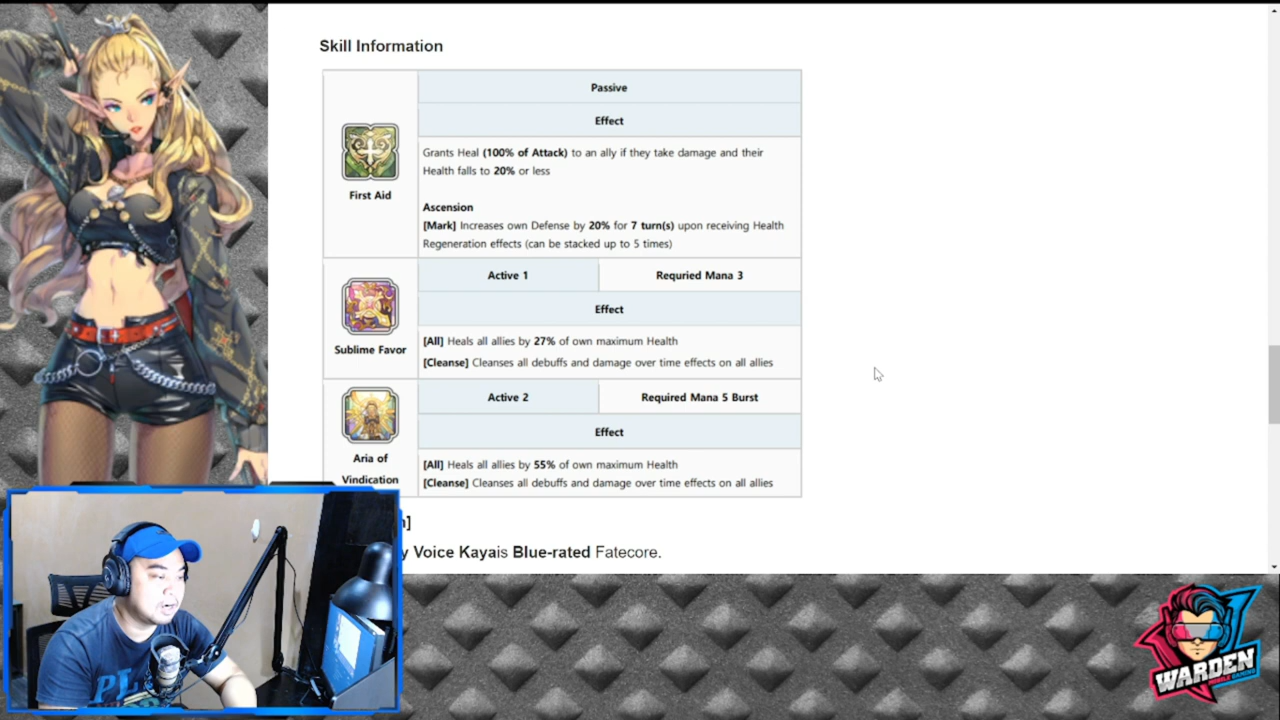 Skill Information
Passive
Effect
First Aid
Grants Heal (100% of Attack) to an ally if they take damage and their
Health falls to 20% or less
Ascension
[Mark] Increases own Defense by 20% for 7 turn(s) upon receiving Health
Regeneration effects (can be stacked up to 5 times)
Active 1
Requried Mana 3
Effect
Sublime Favor
[All] Heals all allies by 27% of own maximum Health
[Cleanse] Cleanses all debuffs and damage over time effects on all allies
Active 2
Required Mana 5 Burst
Effect
Aria of
Vindication
[All] Heals all allies by 55% of own maximum Health
[Cleanse] Cleanses all debuffs and damage over time effects on all allies
y Voice Kayais Blue-rated Fatecore.
WARDEN
MOBILE GAMING